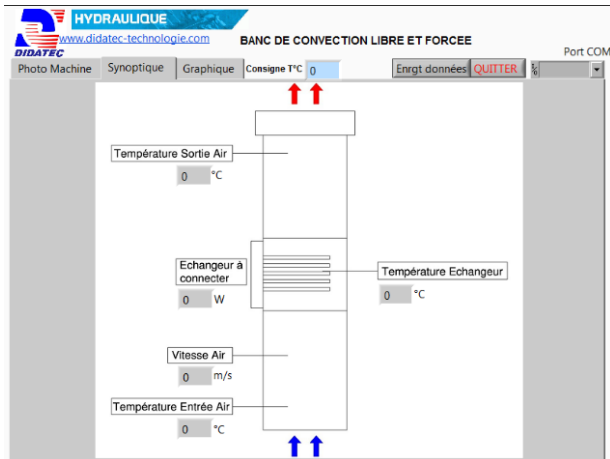 HYDRAULIQUE
www.didatec-technologie.com
DIDATEC
BANC DE CONVECTION LIBRE ET FORCEE
Port COM
Photo Machine
Synoptique
Graphique
Consigne T°C 0
Enrgt données
QUITTER
Température Sortie Air
0 °C
Echangeur à
connecter
0 W
Température Echangeur
0 °C
Vitesse Air
0 m/s
Température Entrée Air
0 °C